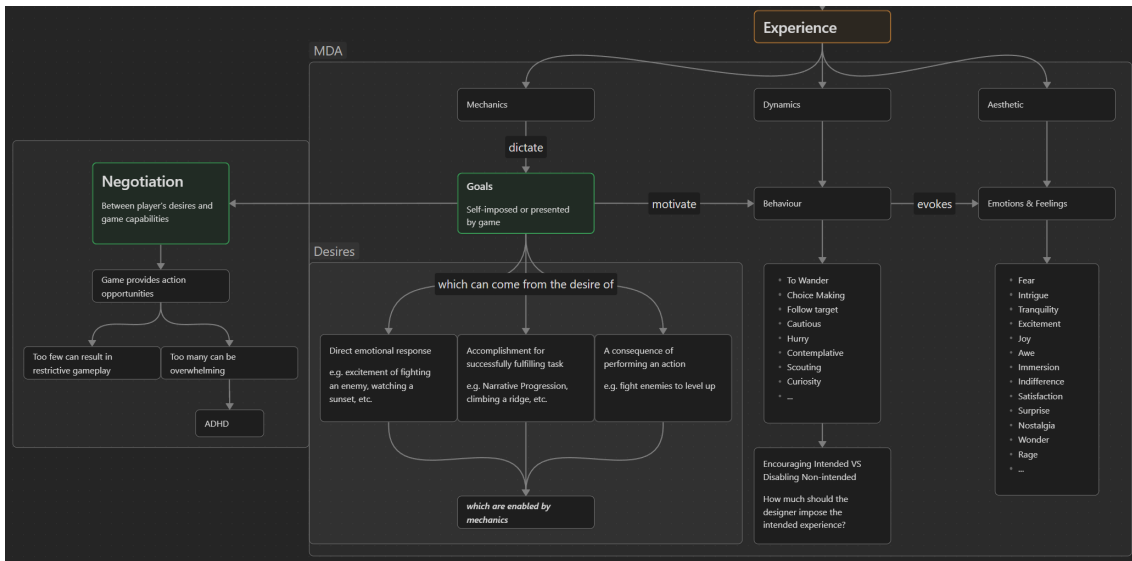 Experience
MDA
Mechanics
Dynamics
Aesthetic
dictate
Negotiation
Between player's desires and
game capabilities
Goals
Self-imposed or presented
by game
motivate
Behaviour
evokes
Emotions & Feelings
Desires
which can come from the desire of
Game provides action
opportunities
Too few can result in
restrictive gameplay
Too many can be
overwhelming
ADHD
Direct emotional response
e.g. excitement of fighting
an enemy, watching a
sunset, etc.
Accomplishment for
successfully fulfilling task
e.g. Narrative Progression,
climbing a ridge, etc.
A consequence of
performing an action
e.g. fight enemies to level up
which are enabled by
mechanics
• To Wander
• Choice Making
• Follow target
• Cautious
• Hurry
• Contemplative
• Scouting
• Curiosity
• ...
Encouraging Intended VS
Disabling Non-intended
How much should the
designer impose the
intended experience?
• Fear
• Intrigue
• Tranquility
• Excitement
• Joy
• Awe
• Immersion
• Indifference
• Satisfaction
• Surprise
• Nostalgia
• Wonder
• Rage
• ...